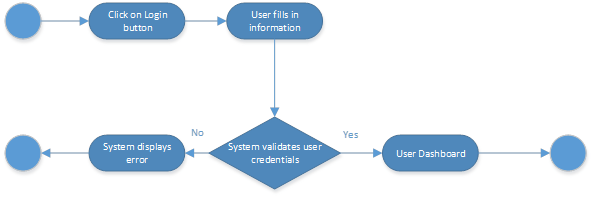 Click on Login
button
User fills in
information
No
Yes
System displays
error
System validates user
credentials
User Dashboard